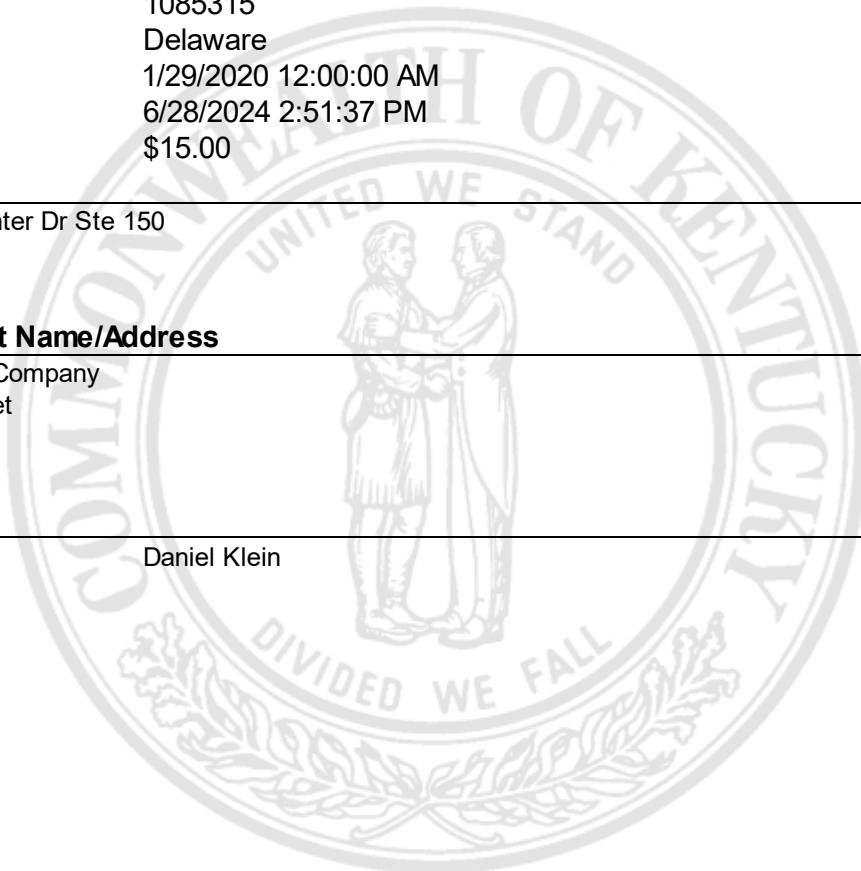 1085315
Delaware
1/29/2020 12:00:00 AM
6/28/2024 2:51:37 PM
$15.00
nter Dr Ste 150
t Name/Address
Company
et
Daniel Klein
COMMONWEALTH OF KENTUCKY
UNITED WE STAND
DIVIDED WE FALL